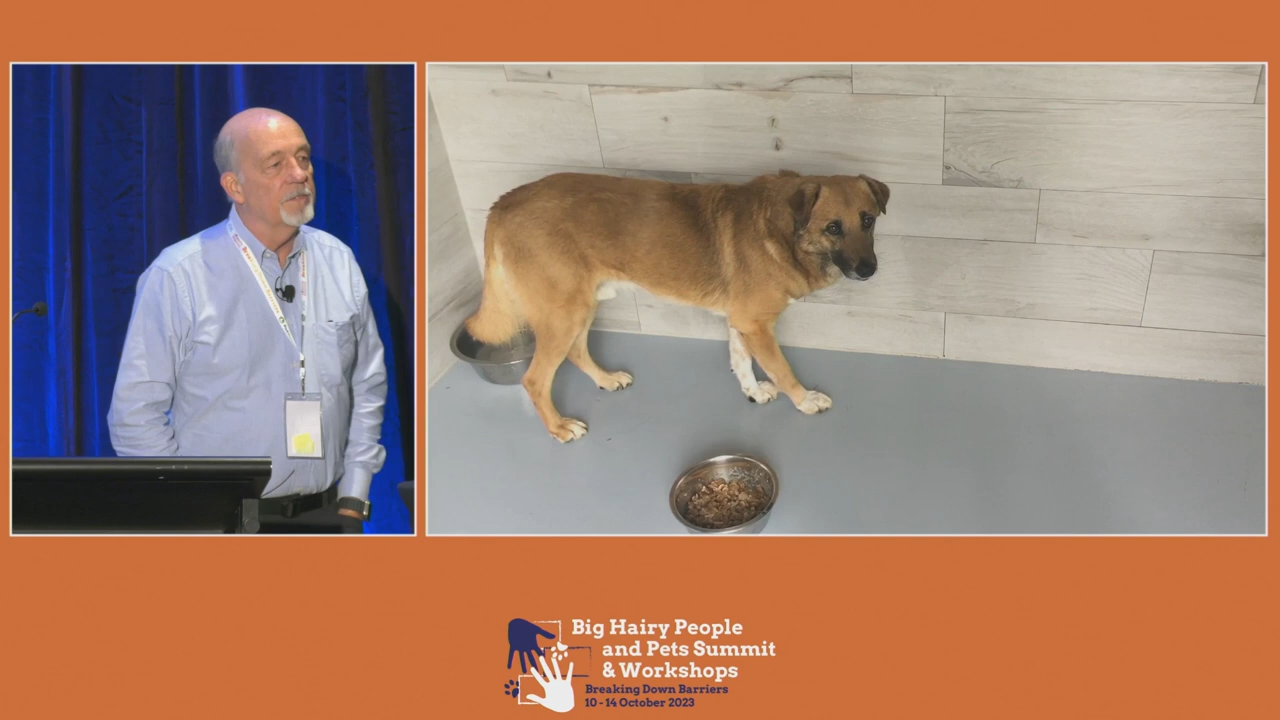 Big Hairy People
and Pets Summit
& Workshops
Breaking Down Barriers
10 - 14 October 2023